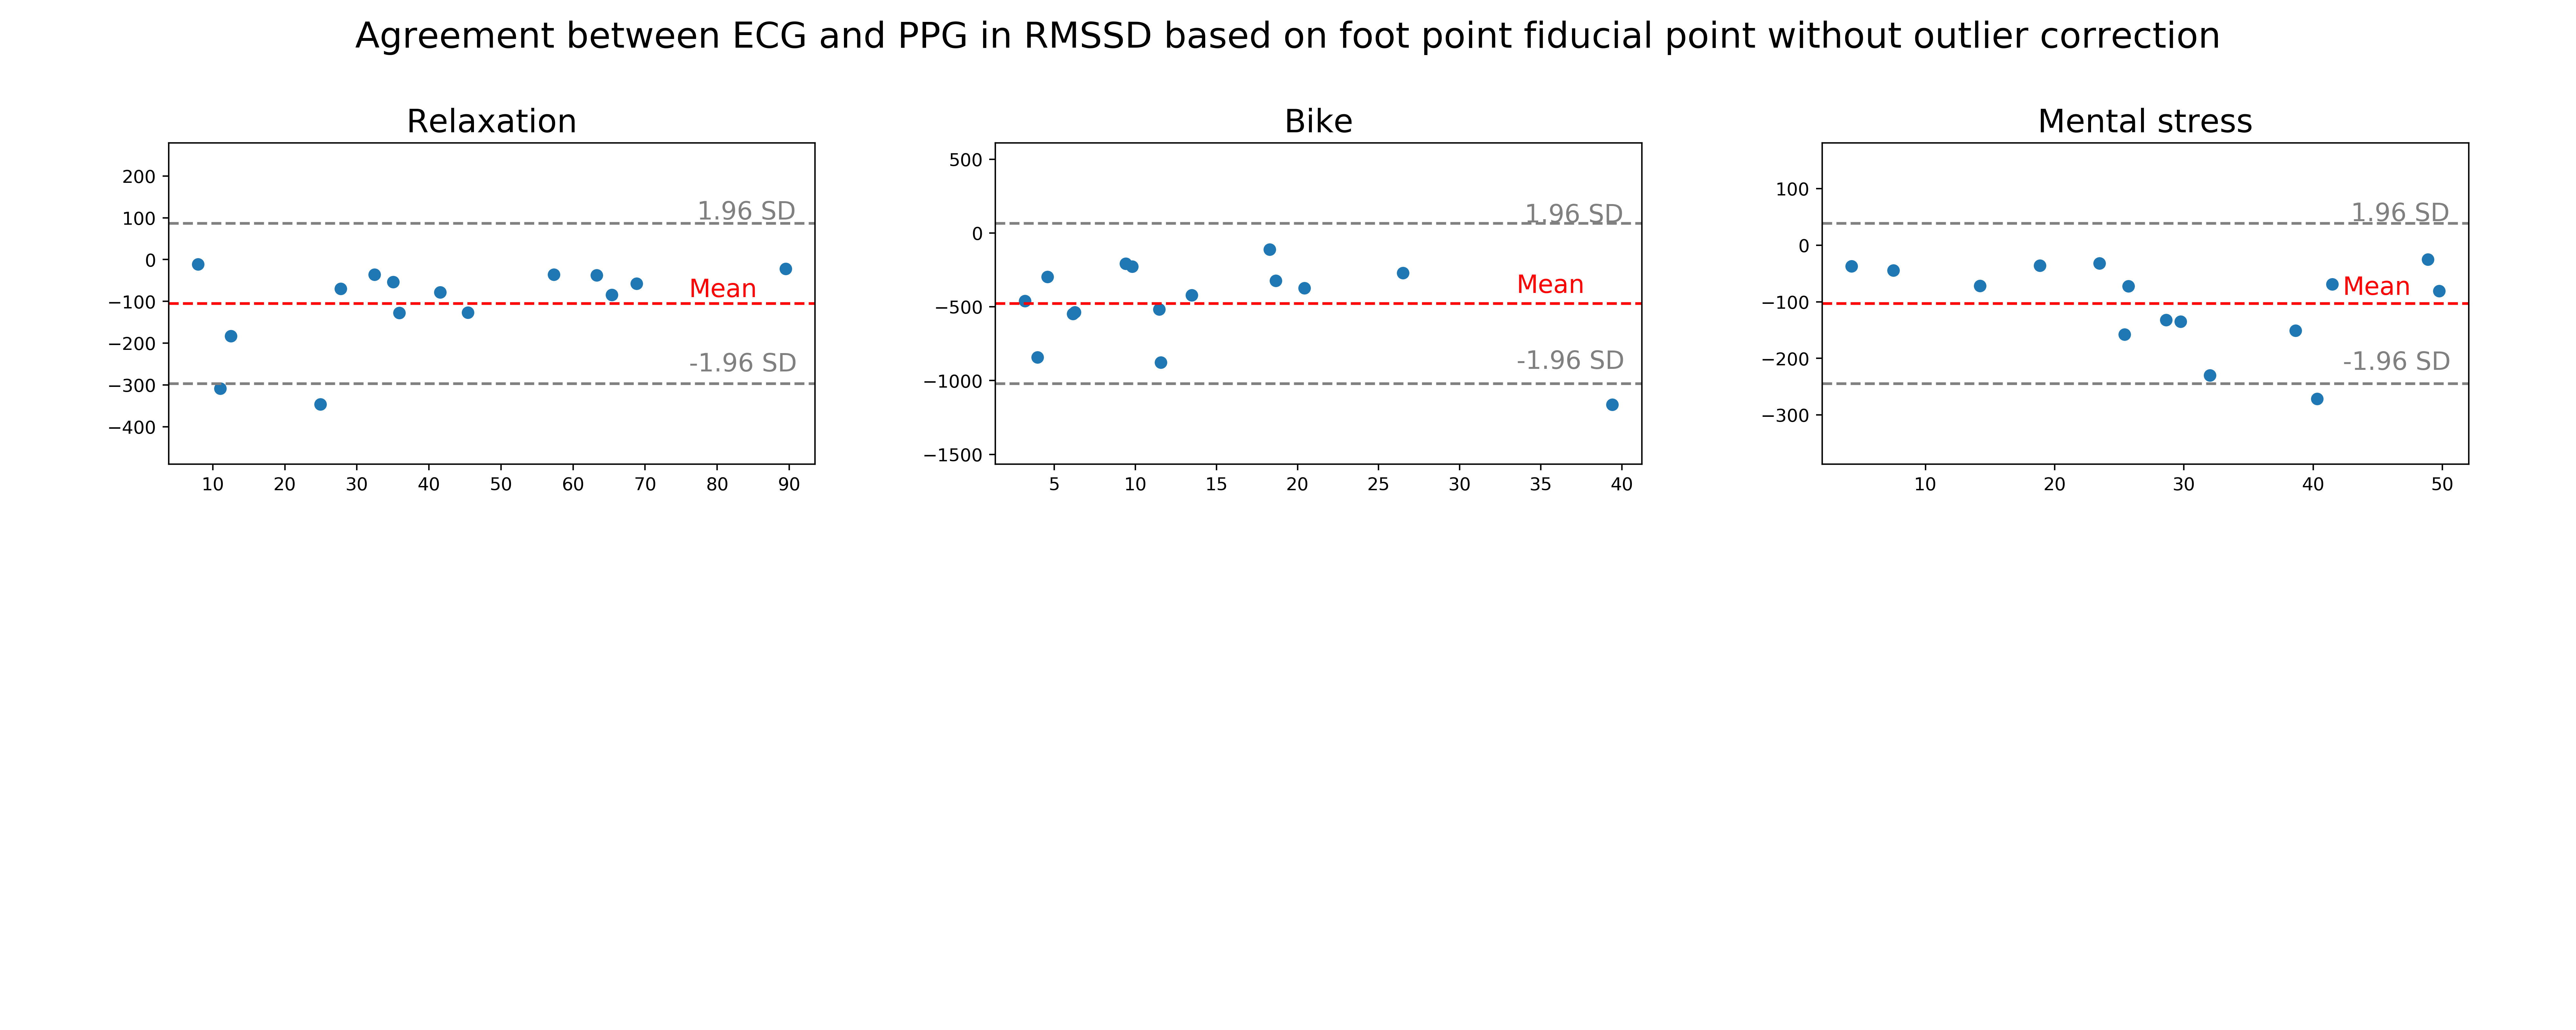 Agreement between ECG and PPG in RMSSD based on foot point fiducial point without outlier correction
Relaxation
200
100
0
−100
−200
−300
−400
1.96 SD
Mean
-1.96 SD
10 20 30 40 50 60 70 80 90
Bike
500
0
−500
−1000
−1500
1.96 SD
Mean
-1.96 SD
5 10 15 20 25 30 35 40
Mental stress
100
0
−100
−200
−300
1.96 SD
Mean
-1.96 SD
10 20 30 40 50